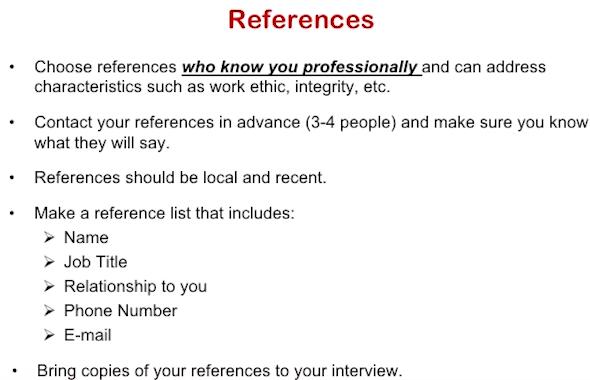 References
• Choose references who know you professionally and can address
characteristics such as work ethic, integrity, etc.
• Contact your references in advance (3-4 people) and make sure you know
what they will say.
• References should be local and recent.
• Make a reference list that includes:
➢ Name
➢ Job Title
➢ Relationship to you
➢ Phone Number
➢ E-mail
• Bring copies of your references to your interview.